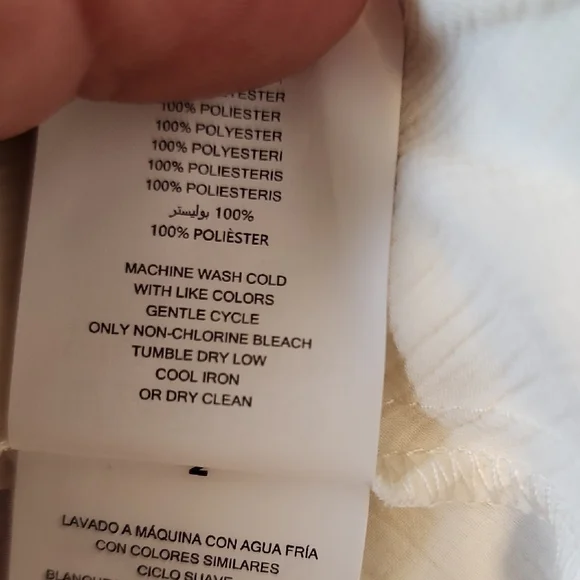 100% POLIESTER
100% POLYESTER
100% POLYESTERI
100% POLIESTERIS
100% POLIESTERIS
100% بوليستر
100% POLIÈSTER
MACHINE WASH COLD
WITH LIKE COLORS
GENTLE CYCLE
ONLY NON-CHLORINE BLEACH
TUMBLE DRY LOW
COOL IRON
OR DRY CLEAN
2
LAVADO A MÁQUINA CON AGUA FRÍA
CON COLORES SIMILARES
CICLO SUAVE